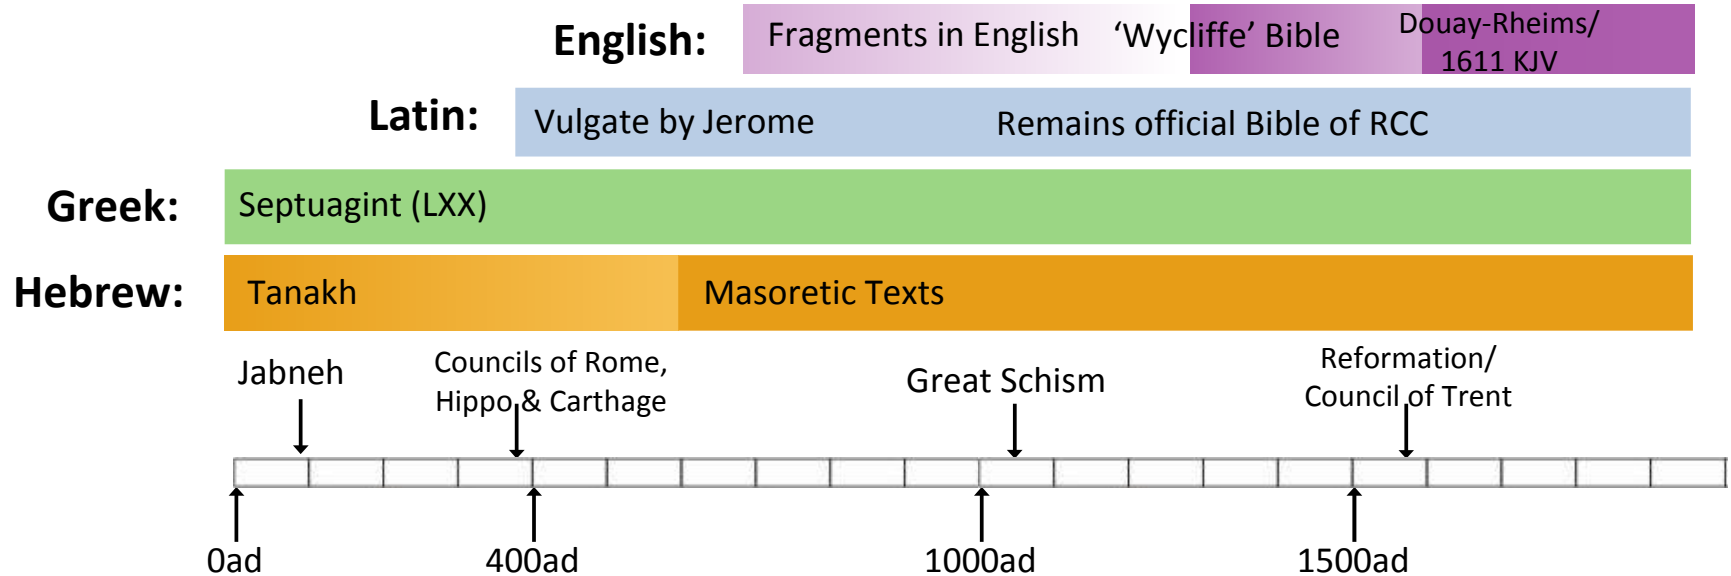 English:
Fragments in English
‘Wycliffe’ Bible
Douay-Rheims/
1611 KJV
Latin:
Vulgate by Jerome
Remains official Bible of RCC
Greek:
Septuagint (LXX)
Hebrew:
Tanakh
Masoretic Texts
Jabneh
Councils of Rome,
Hippo & Carthage
Great Schism
Reformation/
Council of Trent
0ad
400ad
1000ad
1500ad